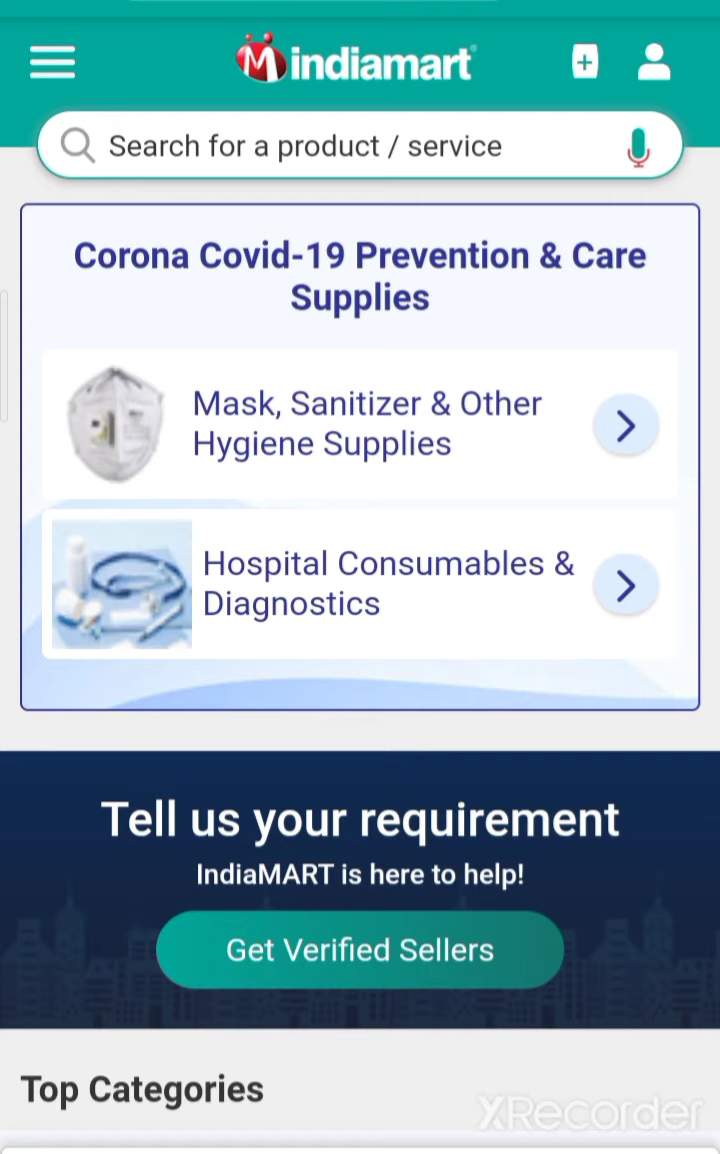 indiamart
Search for a product / service
Corona Covid-19 Prevention & Care
Supplies
Mask, Sanitizer & Other
Hygiene Supplies
Hospital Consumables &
Diagnostics
Tell us your requirement
IndiaMART is here to help!
Get Verified Sellers
Top Categories
XRecorder